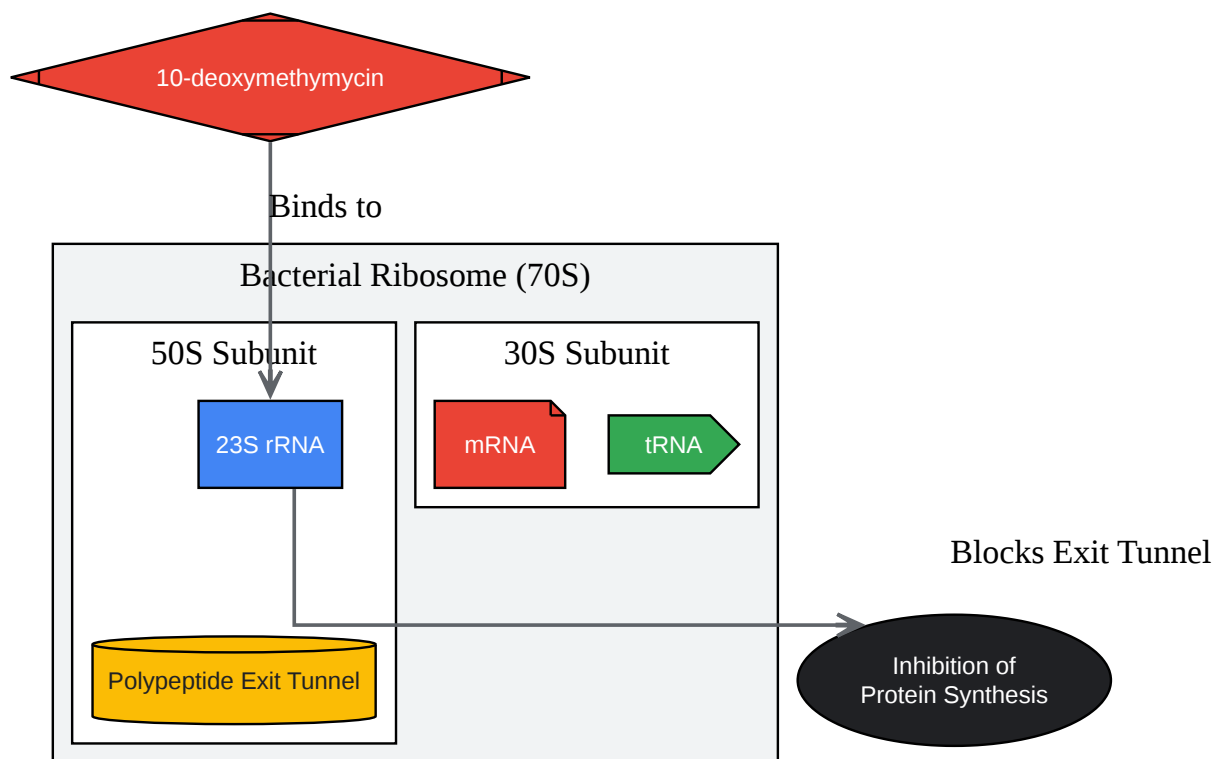 10-deoxymethymycin
Binds to
Bacterial Ribosome (70S)
50S Subunit
30S Subunit
23S rRNA
mRNA
tRNA
Blocks Exit Tunnel
Polypeptide Exit Tunnel
Inhibition of
Protein Synthesis